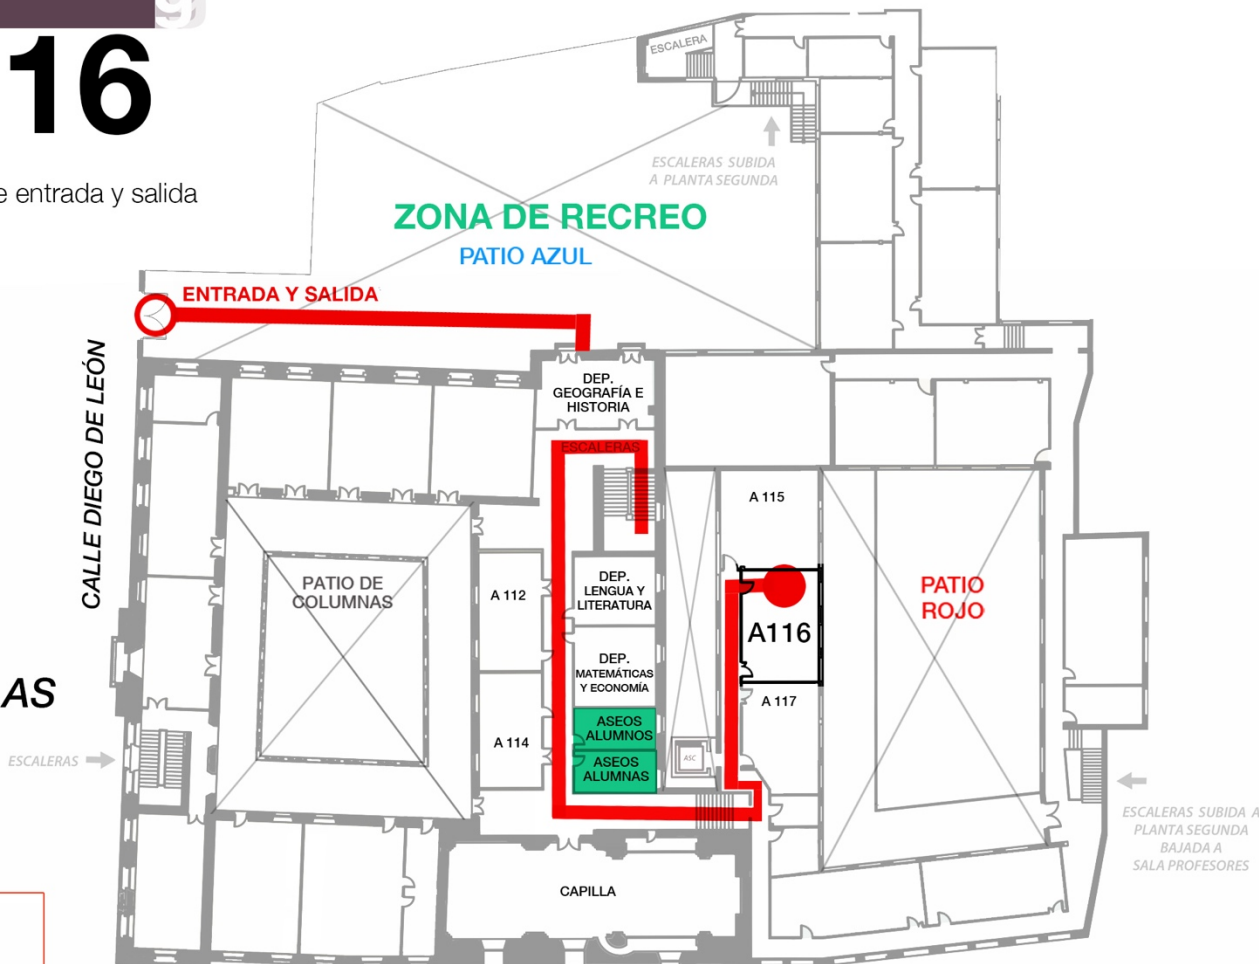 16
e entrada y salida
ESCALERA
ESCALERAS SUBIDA
A PLANTA SEGUNDA
ZONA DE RECREO
PATIO AZUL
ENTRADA Y SALIDA
CALLE DIEGO DE LEÓN
DEP.
GEOGRAFÍA E
HISTORIA
ESCALERAS
A 115
PATIO DE
COLUMNAS
A 112
DEP.
LENGUA Y
LITERATURA
A116
PATIO
ROJO
DEP.
MATEMÁTICAS
Y ECONOMÍA
AS
A 117
A 114
ASEOS
ALUMNOS
ASEOS
ALUMNAS
ASC
ESCALERAS
ESCALERAS SUBIDA A
PLANTA SEGUNDA
BAJADA A
SALA PROFESORES
CAPILLA